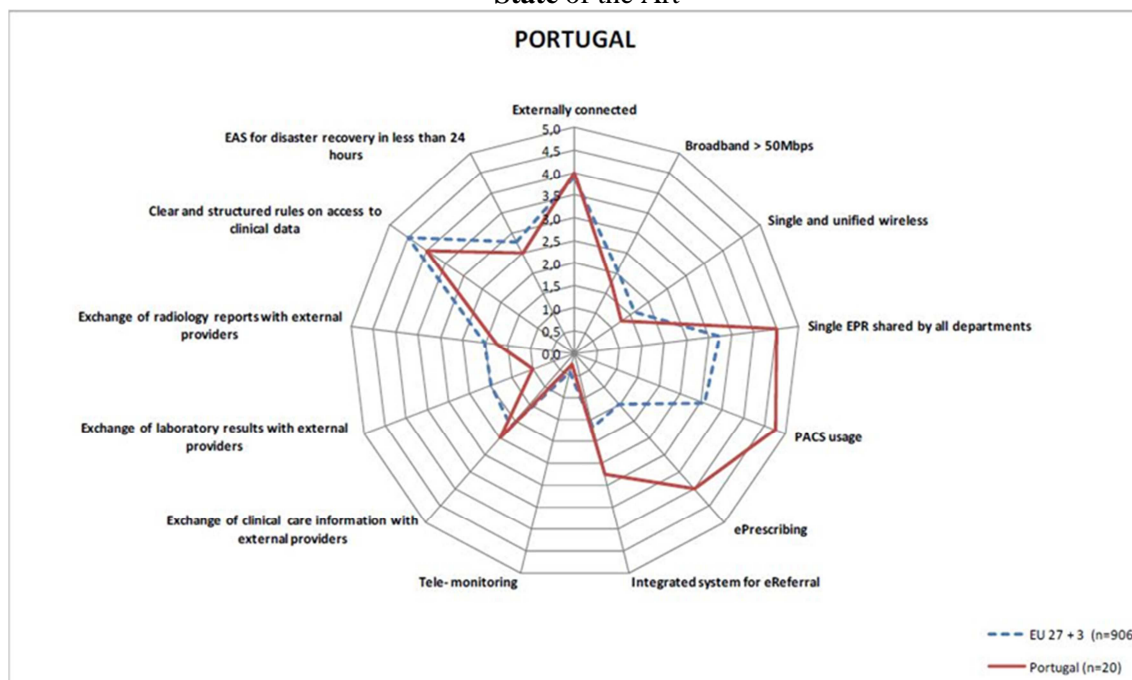 State of the Art
PORTUGAL
Externally connected
EAS for disaster recovery in less than 24
hours
Broadband > 50Mbps
Clear and structured rules on access to
clinical data
Single and unified wireless
Exchange of radiology reports with external
providers
Single EPR shared by all departments
Exchange of laboratory results with external
providers
PACS usage
Exchange of clinical care information with
external providers
ePrescribing
Tele- monitoring
Integrated system for eReferral
5,0
4,5
4,0
3,5
3,0
2,5
2,0
1,5
1,0
0,5
0,0
EU 27 + 3 (n=906
Portugal (n=20)